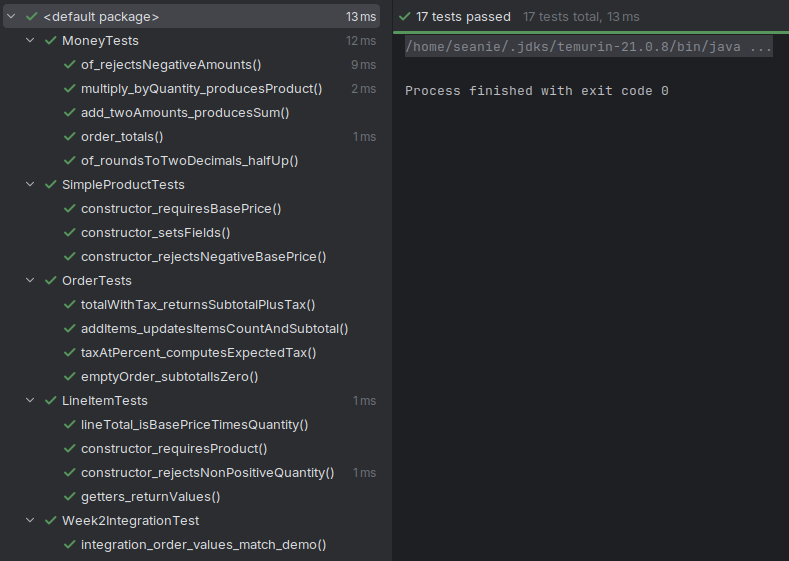 <default package> 13 ms
MoneyTests 12 ms
of_rejectsNegativeAmounts() 9 ms
multiply_byQuantity_producesProduct() 2 ms
add_twoAmounts_producesSum()
order_totals() 1 ms
of_roundsToTwoDecimals_halfUp()
SimpleProductTests
constructor_requiresBasePrice()
constructor_setsFields()
constructor_rejectsNegativeBasePrice()
OrderTests
totalWithTax_returnsSubtotalPlusTax()
addItems_updatesItemsCountAndSubtotal()
taxAtPercent_computesExpectedTax()
emptyOrder_subtotalIsZero()
LineItemTests 1 ms
lineTotal_isBasePriceTimesQuantity()
constructor_requiresProduct()
constructor_rejectsNonPositiveQuantity() 1 ms
getters_returnValues()
Week2IntegrationTest
integration_order_values_match_demo()
17 tests passed 17 tests total, 13 ms
/home/seanie/.jdks/temurin-21.0.8/bin/java ...
Process finished with exit code 0